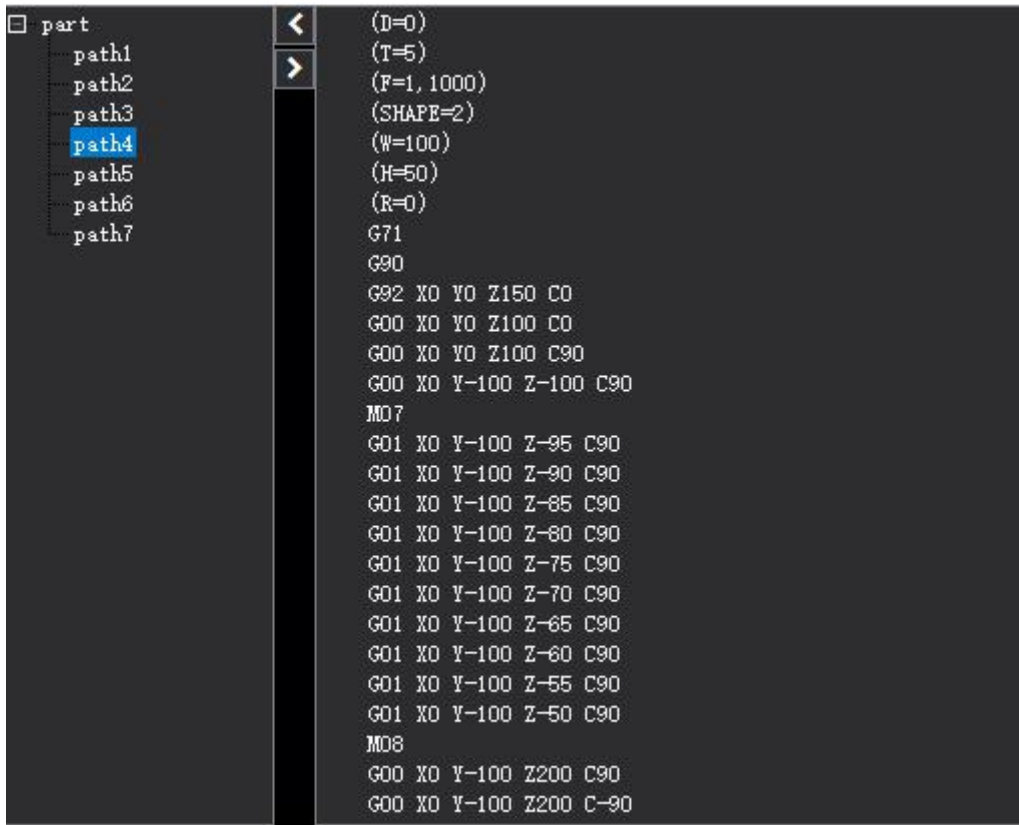 part
path1
path2
path3
path4
path5
path6
path7
(D=0)
(T=5)
(F=1,1000)
(SHAPE=2)
(W=100)
(H=50)
(R=0)
G71
G90
G92 X0 Y0 Z150 C0
G00 X0 Y0 Z100 C0
G00 X0 Y0 Z100 C90
G00 X0 Y-100 Z-100 C90
M07
G01 X0 Y-100 Z-95 C90
G01 X0 Y-100 Z-90 C90
G01 X0 Y-100 Z-85 C90
G01 X0 Y-100 Z-80 C90
G01 X0 Y-100 Z-75 C90
G01 X0 Y-100 Z-70 C90
G01 X0 Y-100 Z-65 C90
G01 X0 Y-100 Z-60 C90
G01 X0 Y-100 Z-55 C90
G01 X0 Y-100 Z-50 C90
M08
G00 X0 Y-100 Z200 C90
G00 X0 Y-100 Z200 C-90